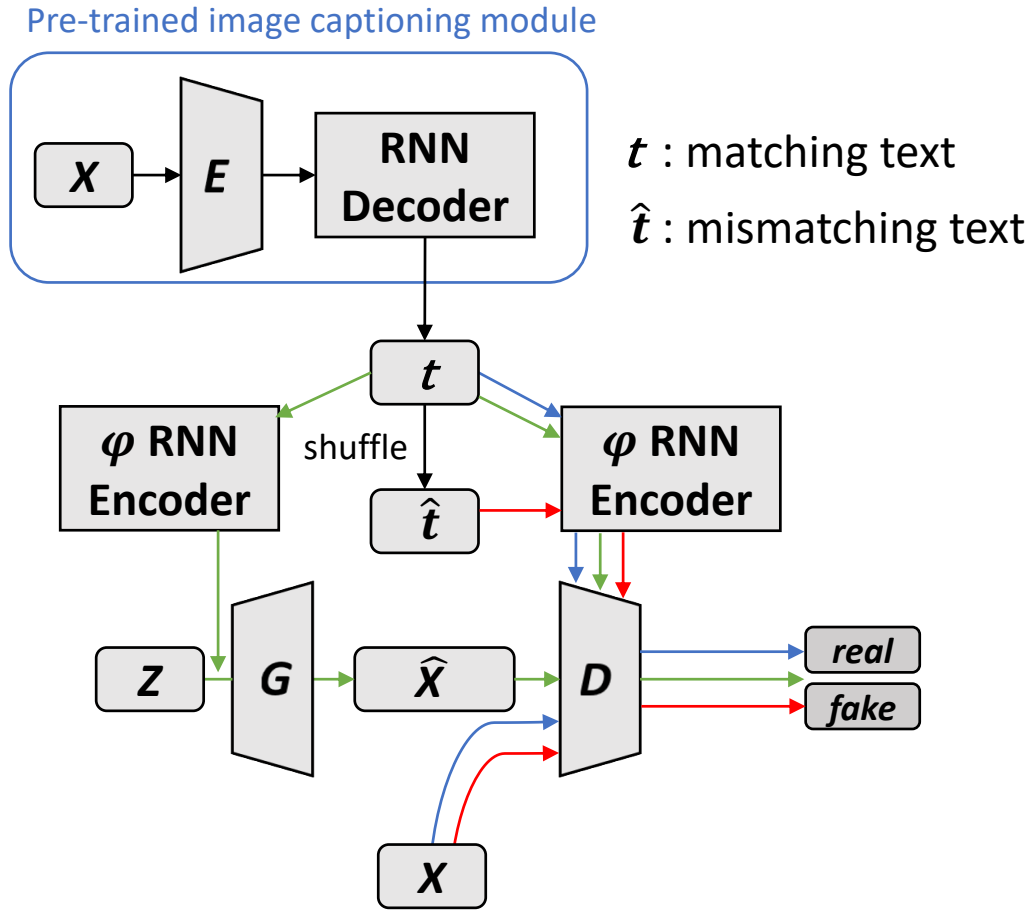 Pre-trained image captioning module
X
E
RNN
Decoder
t : matching text
t̂ : mismatching text
t
φ RNN
Encoder
shuffle
t̂
φ RNN
Encoder
Z
G
X̂
D
real
fake
X